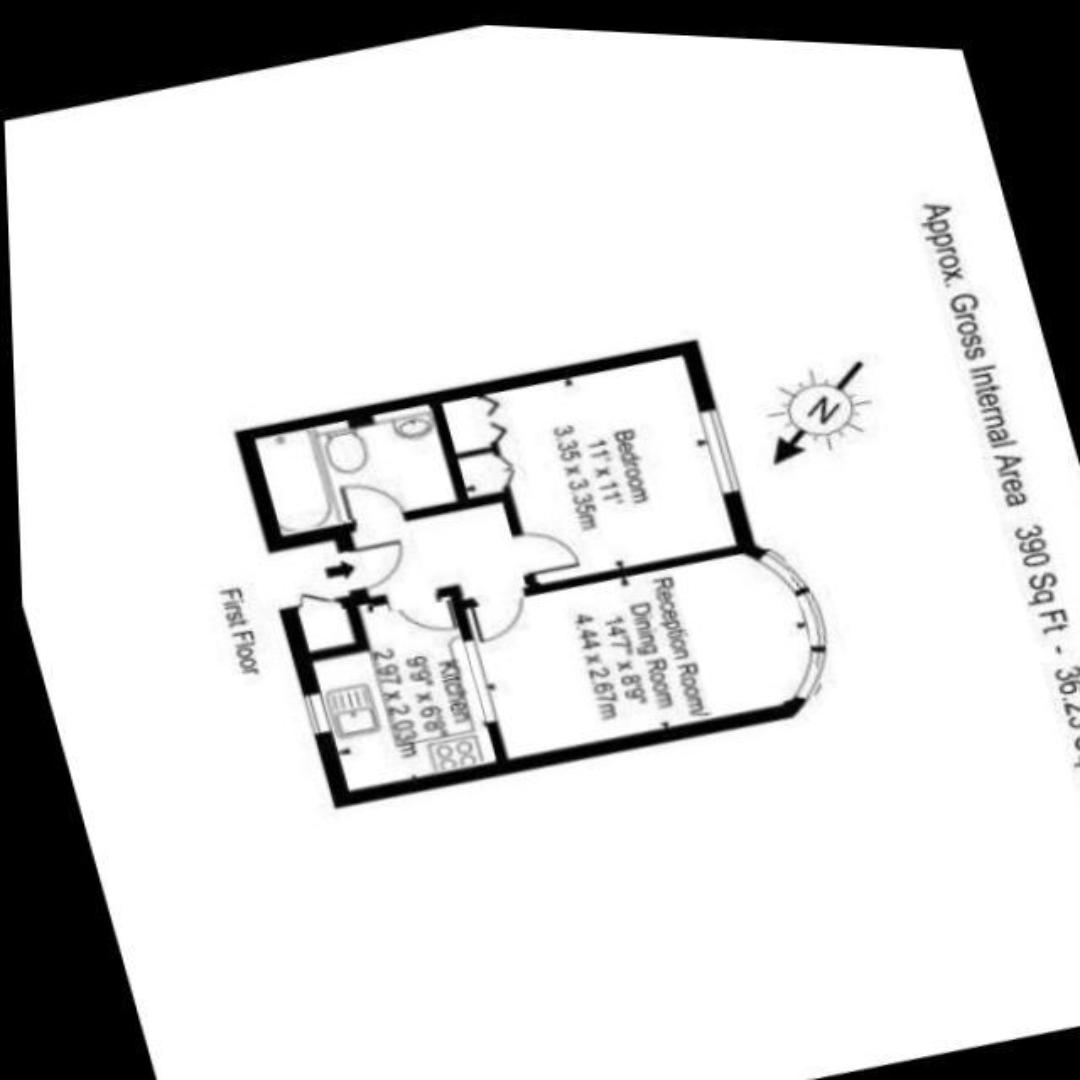 Approx. Gross Internal Area 390 Sq Ft - 36.23 Sq
N
Bedroom
11' x 11'
3.35 x 3.35m
Reception Room/
Dining Room
14'7" x 8'9"
4.44 x 2.67m
Kitchen
9'9" x 6'8"
2.97 x 2.03m
First Floor